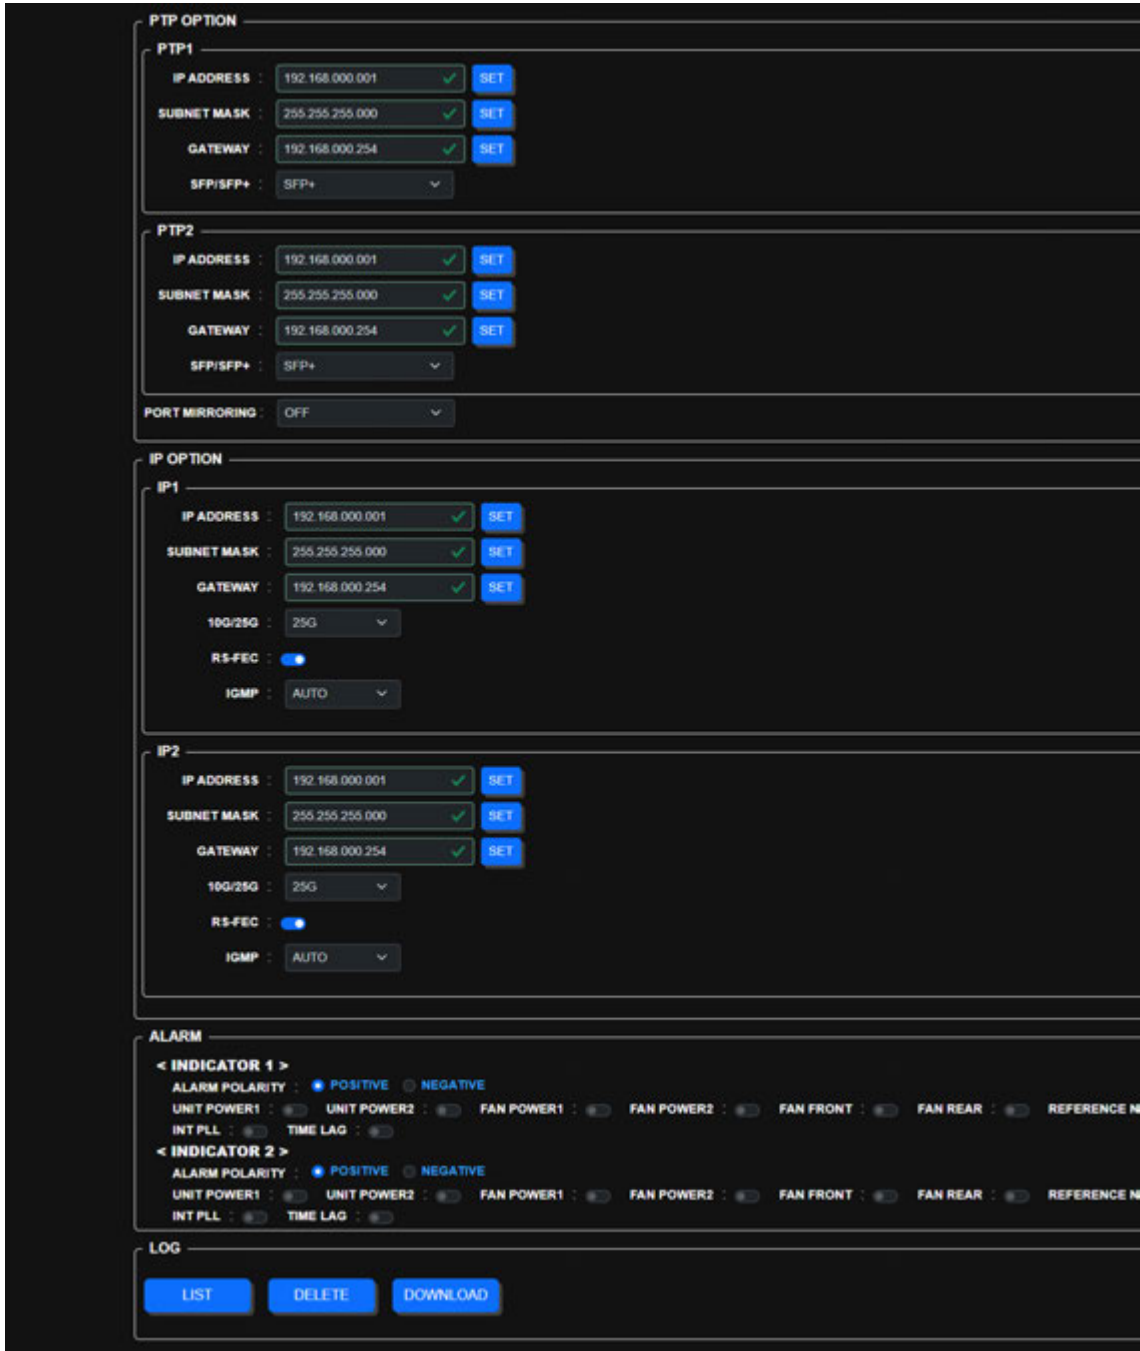 PTP OPTION
PTP1
IP ADDRESS : 192.168.000.001 SET
SUBNET MASK : 255.255.255.000 SET
GATEWAY : 192.168.000.254 SET
SFP/SFP+ : SFP+
PTP2
IP ADDRESS : 192.168.000.001 SET
SUBNET MASK : 255.255.255.000 SET
GATEWAY : 192.168.000.254 SET
SFP/SFP+ : SFP+
PORT MIRRORING : OFF
IP OPTION
IP1
IP ADDRESS : 192.168.000.001 SET
SUBNET MASK : 255.255.255.000 SET
GATEWAY : 192.168.000.254 SET
10G/25G : 25G
RS-FEC :
IGMP : AUTO
IP2
IP ADDRESS : 192.168.000.001 SET
SUBNET MASK : 255.255.255.000 SET
GATEWAY : 192.168.000.254 SET
10G/25G : 25G
RS-FEC :
IGMP : AUTO
ALARM
< INDICATOR 1 >
ALARM POLARITY : POSITIVE NEGATIVE
UNIT POWER1 : UNIT POWER2 : FAN POWER1 : FAN POWER2 : FAN FRONT : FAN REAR : REFERENCE
INT PLL : TIME LAG :
< INDICATOR 2 >
ALARM POLARITY : POSITIVE NEGATIVE
UNIT POWER1 : UNIT POWER2 : FAN POWER1 : FAN POWER2 : FAN FRONT : FAN REAR : REFERENCE
INT PLL : TIME LAG :
LOG
LIST DELETE DOWNLOAD